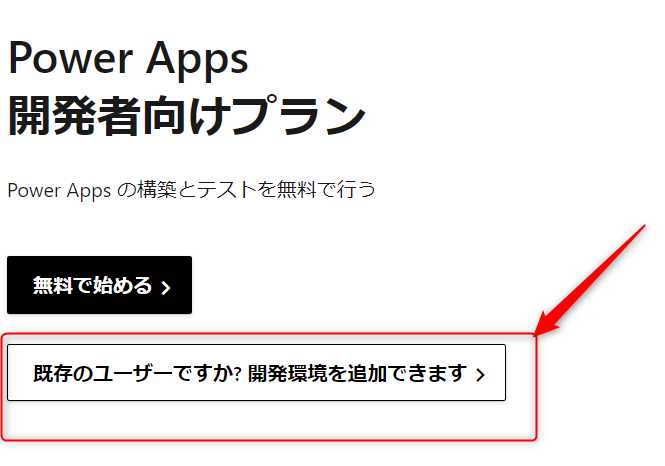 Power Apps
開発者向けプラン
Power Apps の構築とテストを無料で行う
無料で始める
既存のユーザーですか? 開発環境を追加できます